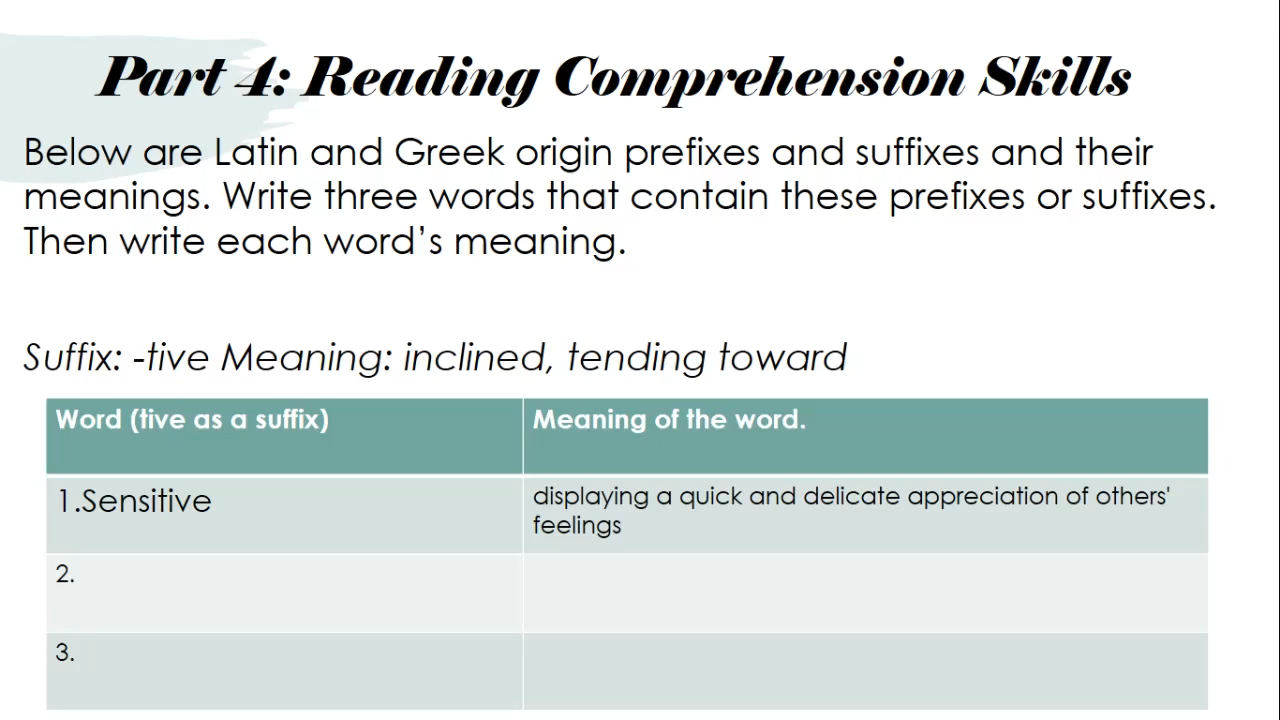 Part 4: Reading Comprehension Skills
Below are Latin and Greek origin prefixes and suffixes and their
meanings. Write three words that contain these prefixes or suffixes.
Then write each word’s meaning.
Suffix: -tive Meaning: inclined, tending toward
Word (tive as a suffix)
Meaning of the word.
1.Sensitive
displaying a quick and delicate appreciation of others'
feelings
2.
3.